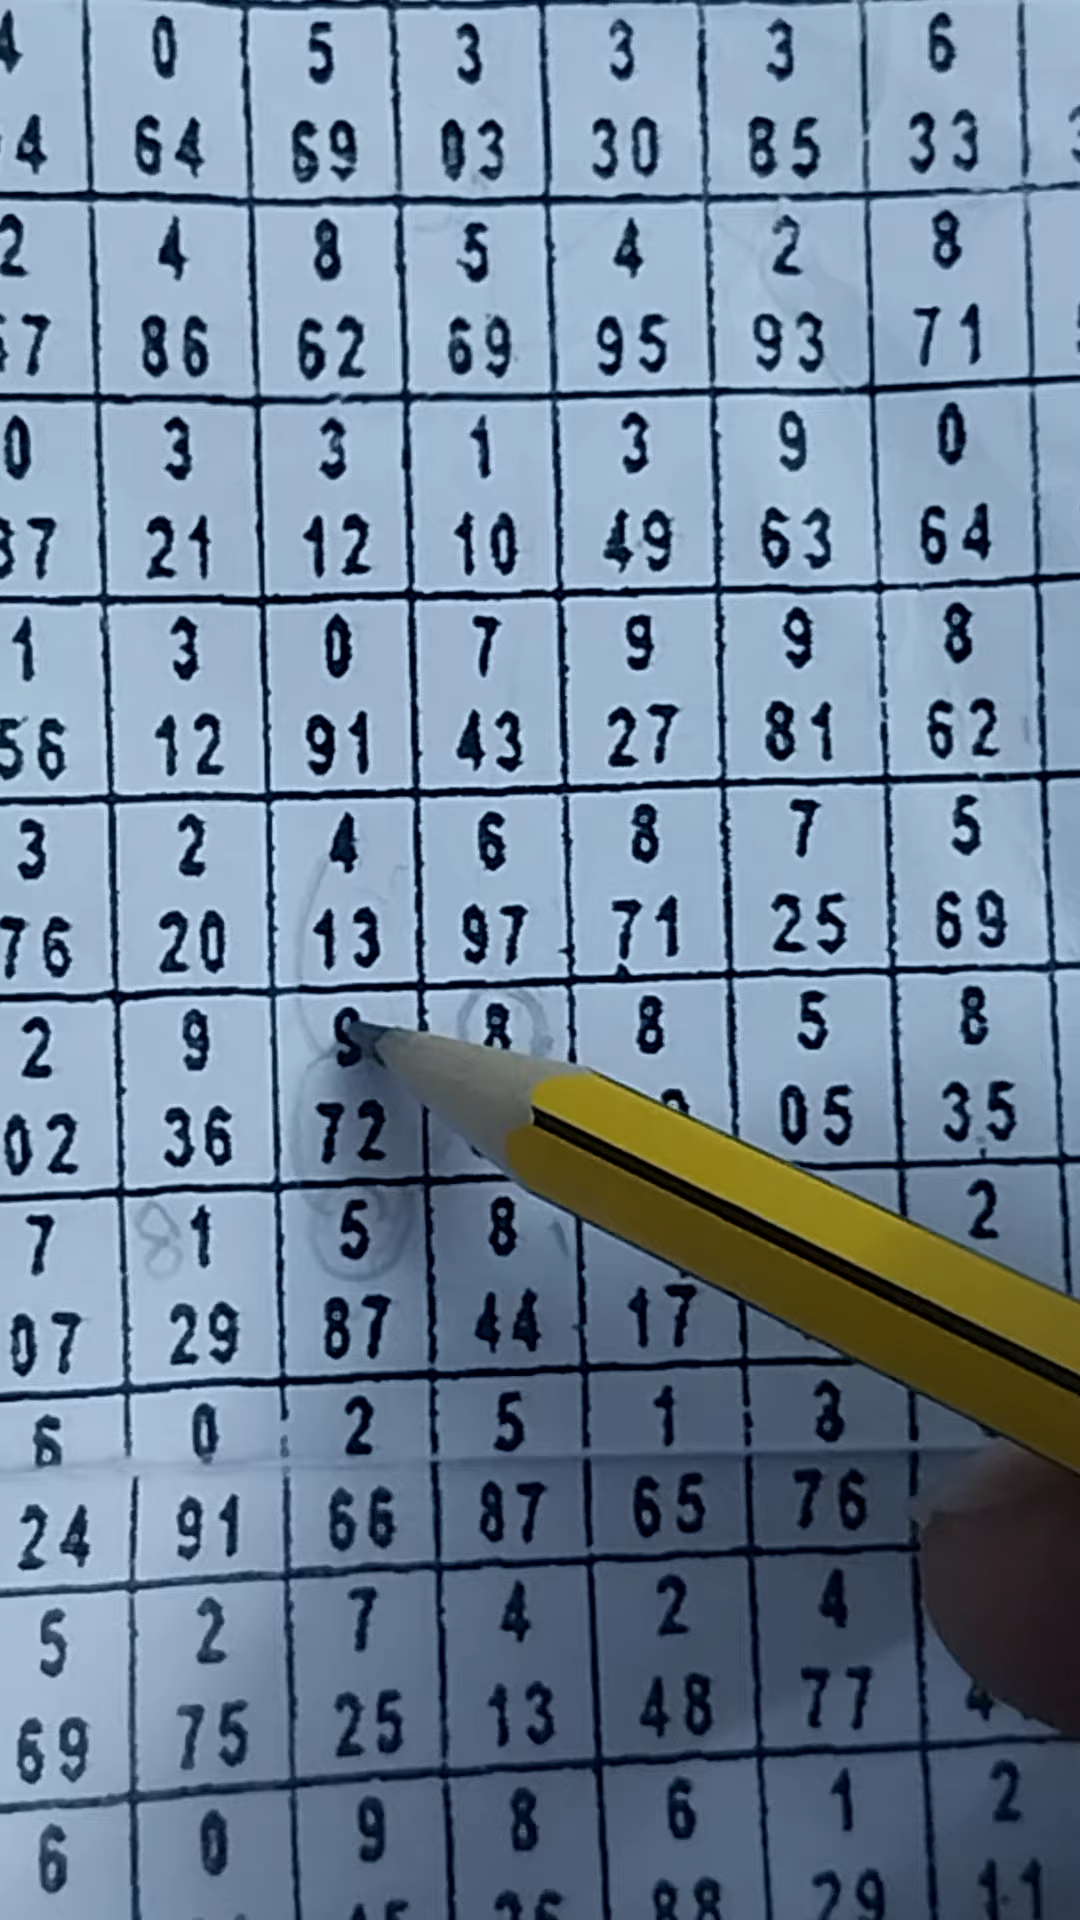 4 0 5 3 3 3 6
4 64 69 03 30 85 33
2 4 8 5 4 2 8
7 86 62 69 95 93 71
0 3 3 1 3 9 0
37 21 12 10 49 63 64
1 3 0 7 9 9 8
56 12 91 43 27 81 62
3 2 4 6 8 7 5
76 20 13 97 71 25 69
2 9 9 8 8 5 8
02 36 72 05 35
7 8 1 5 8 2
07 29 87 44 17
6 0 2 5 1 3
24 91 66 87 65 76
5 2 7 4 2 4
69 75 25 13 48 77
6 0 9 8 6 1 2
88 29 11